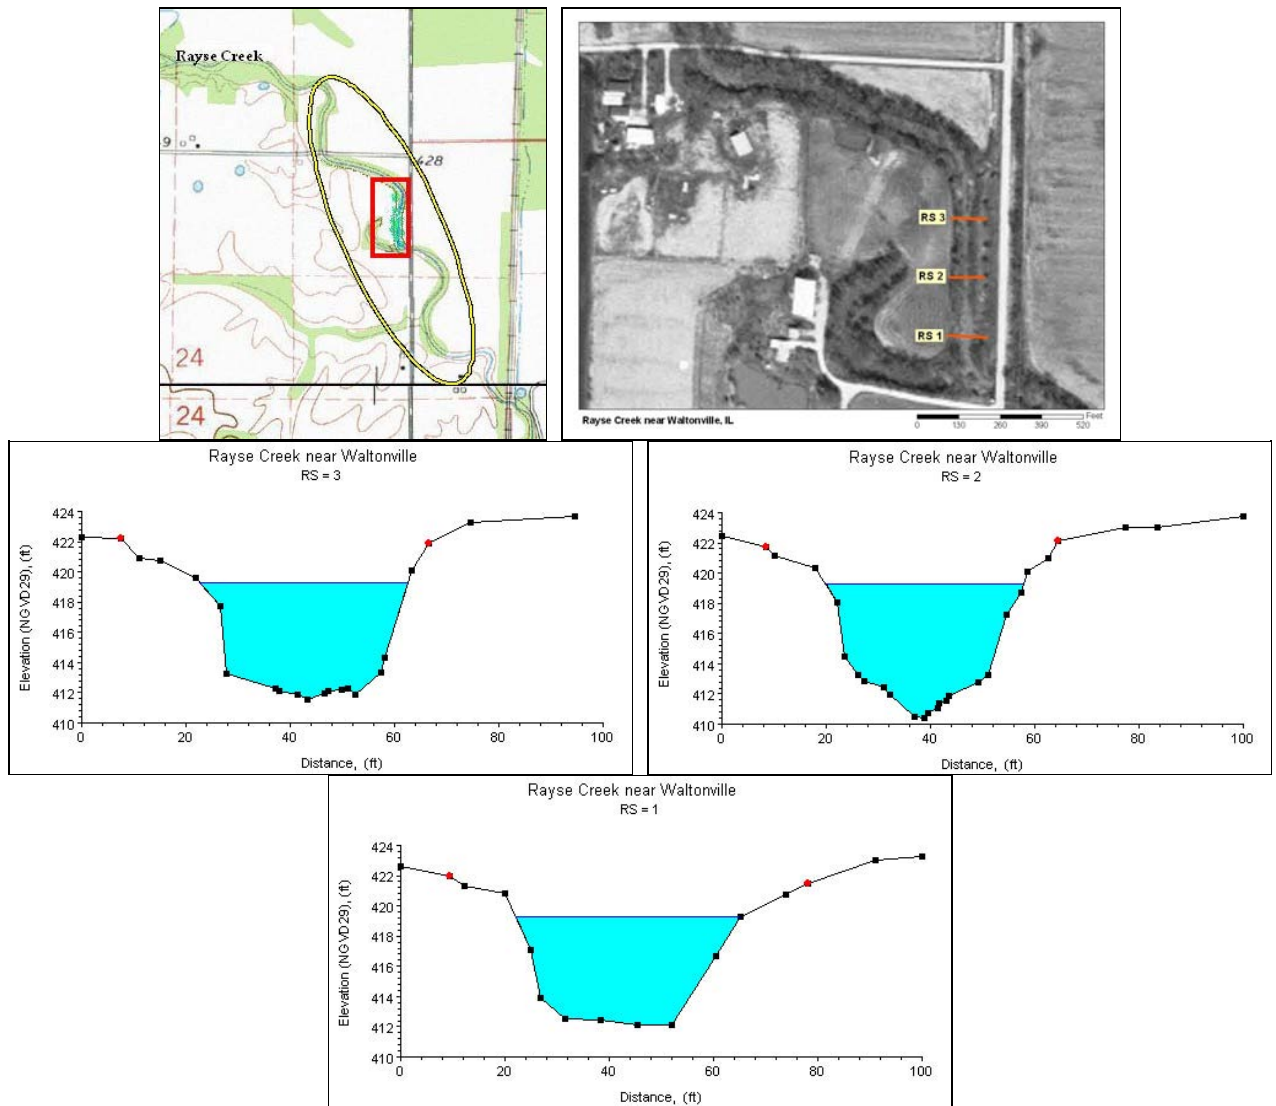 Rayse Creek
9
428
24
24
RS 3
RS 2
RS 1
Rayse Creek near Waltonville, IL
Feet
0 130 260 390 520
Rayse Creek near Waltonville
RS = 3
Elevation (NGVD29), (ft)
424
422
420
418
416
414
412
410
0 20 40 60 80 100
Distance, (ft)
Rayse Creek near Waltonville
RS = 2
Elevation (NGVD29), (ft)
424
422
420
418
416
414
412
410
0 20 40 60 80 100
Distance, (ft)
Rayse Creek near Waltonville
RS = 1
Elevation (NGVD29), (ft)
424
422
420
418
416
414
412
410
0 20 40 60 80 100
Distance, (ft)